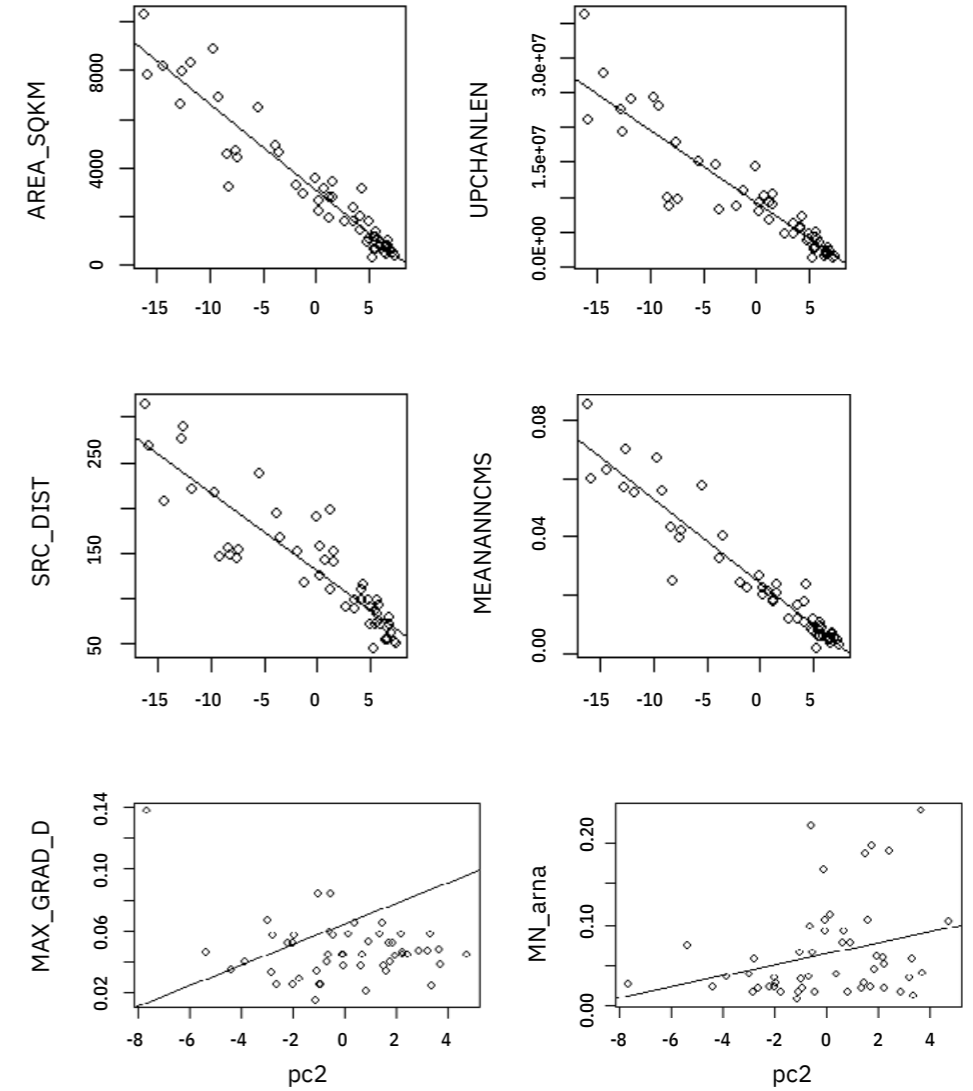 AREA_SQKM
8000
4000
0
-15 -10 -5 0 5
UPCHANLEN
3.0e+07
1.5e+07
0.0E+00
-15 -10 -5 0 5
SRC_DIST
250
150
50
-15 -10 -5 0 5
MEANANNCMS
0.08
0.04
0.00
-15 -10 -5 0 5
MAX_GRAD_D
0.14
0.10
0.06
0.02
-8 -6 -4 -2 0 2 4
pc2
MN_arna
0.20
0.10
0.00
-8 -6 -4 -2 0 2 4
pc2